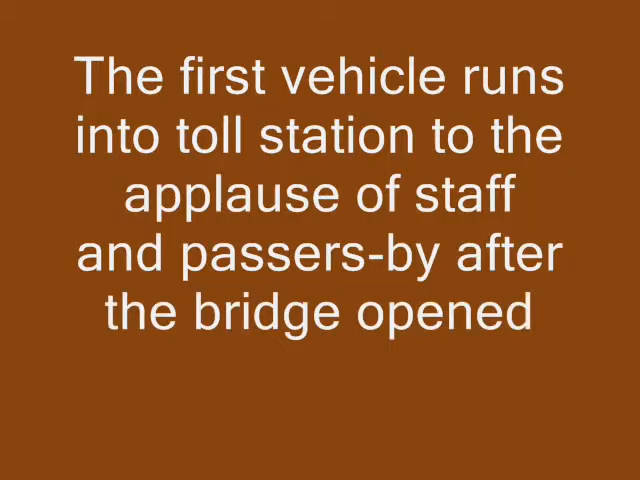 The first vehicle runs
into toll station to the
applause of staff
and passers-by after
the bridge opened